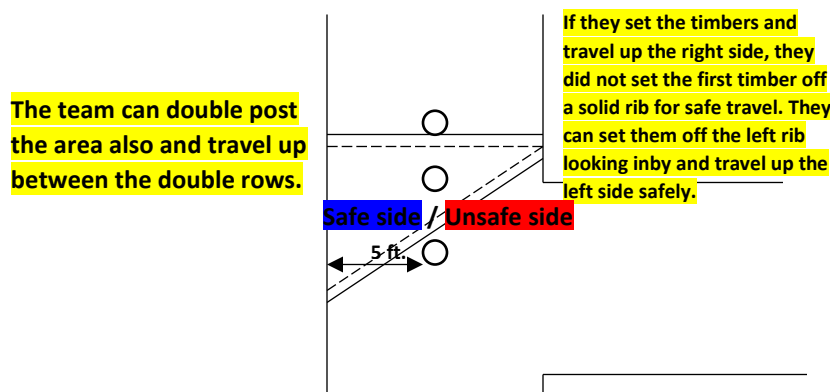 The team can double post
the area also and travel up
between the double rows.
If they set the timbers and
travel up the right side, they
did not set the first timber off
a solid rib for safe travel. They
can set them off the left rib
looking inby and travel up the
left side safely.
Safe side / Unsafe side
5 ft.